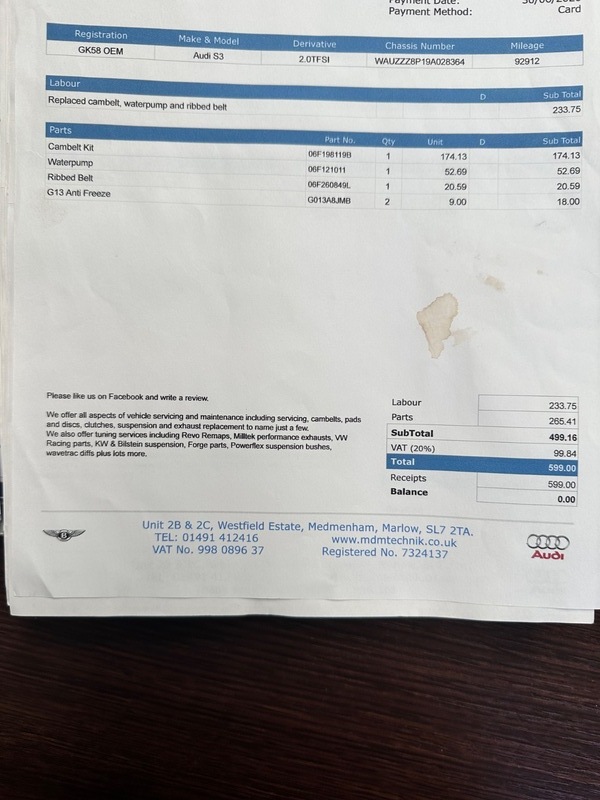 Payment Date:
Payment Method: Card
Registration Make & Model Derivative Chassis Number Mileage
GK58 OEM Audi S3 2.0TFSI WAUZZZ8P19A028364 92912
Labour D Sub Total
Replaced cambelt, waterpump and ribbed belt 233.75
Parts Part No. Qty Unit D Sub Total
Cambelt Kit 06F198119B 1 174.13 174.13
Waterpump 06F121011 1 52.69 52.69
Ribbed Belt 06F260849L 1 20.59 20.59
G13 Anti Freeze G013A8JMB 2 9.00 18.00
Please like us on Facebook and write a review.
We offer all aspects of vehicle servicing and maintenance including servicing, cambelts, pads
and discs, clutches, suspension and exhaust replacement to name just a few.
We also offer tuning services including Revo Remaps, Milltek performance exhausts, VW
Racing parts, KW & Bilstein suspension, Forge parts, Powerflex suspension bushes,
wavetrac diffs plus lots more.
Labour 233.75
Parts 265.41
SubTotal 499.16
VAT (20%) 99.84
Total 599.00
Receipts 599.00
Balance 0.00
Unit 2B & 2C, Westfield Estate, Medmenham, Marlow, SL7 2TA.
TEL: 01491 412416 www.mdmtechnik.co.uk
VAT No. 998 0896 37 Registered No. 7324137
B
Audi